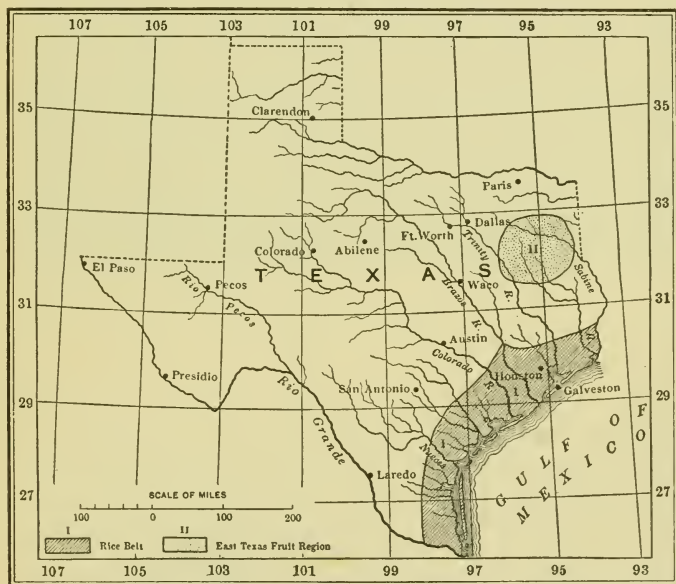 107 105 103 101 99 97 95 93
35 35
Clarendon
33 33
Paris
Dallas
Ft. Worth
Trinity R.
II
Abilene
Colorado
TEXAS
Sabine R.
El Paso
Rio Pecos
Pecos
Waco
Brazos R.
31 31
Austin
Colorado R.
Houston
I
Galveston
Presidio
Rio Grande
San Antonio
29 29
I
Nueces
Laredo
GULF OF
MEXICO
27 27
SCALE OF MILES
100 0 100 200
I
Rice Belt
II
East Texas Fruit Region
107 105 103 101 99 97 95 93